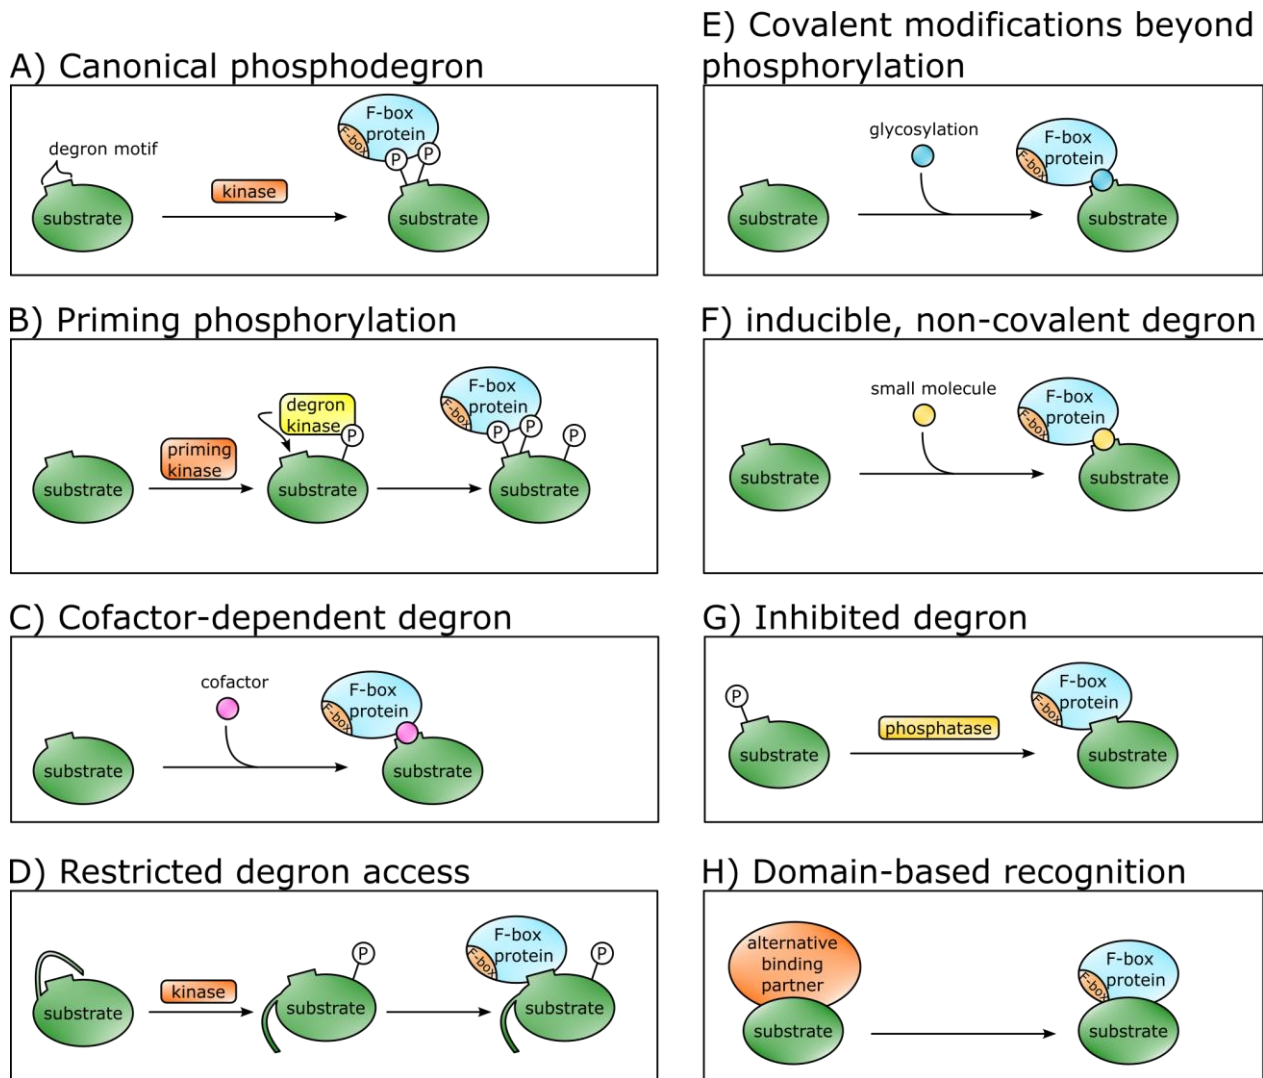 A) Canonical phosphodegron
degron motif
substrate
kinase
F-box
protein
F-box
P
P
substrate
B) Priming phosphorylation
substrate
priming
kinase
degron
kinase
P
substrate
F-box
protein
F-box
P
P
P
substrate
C) Cofactor-dependent degron
substrate
cofactor
F-box
protein
F-box
substrate
D) Restricted degron access
substrate
kinase
P
substrate
F-box
protein
F-box
P
substrate
E) Covalent modifications beyond
phosphorylation
substrate
glycosylation
F-box
protein
F-box
substrate
F) inducible, non-covalent degron
substrate
small molecule
F-box
protein
F-box
substrate
G) Inhibited degron
P
substrate
phosphatase
F-box
protein
F-box
substrate
H) Domain-based recognition
alternative
binding
partner
substrate
F-box
protein
F-box
substrate